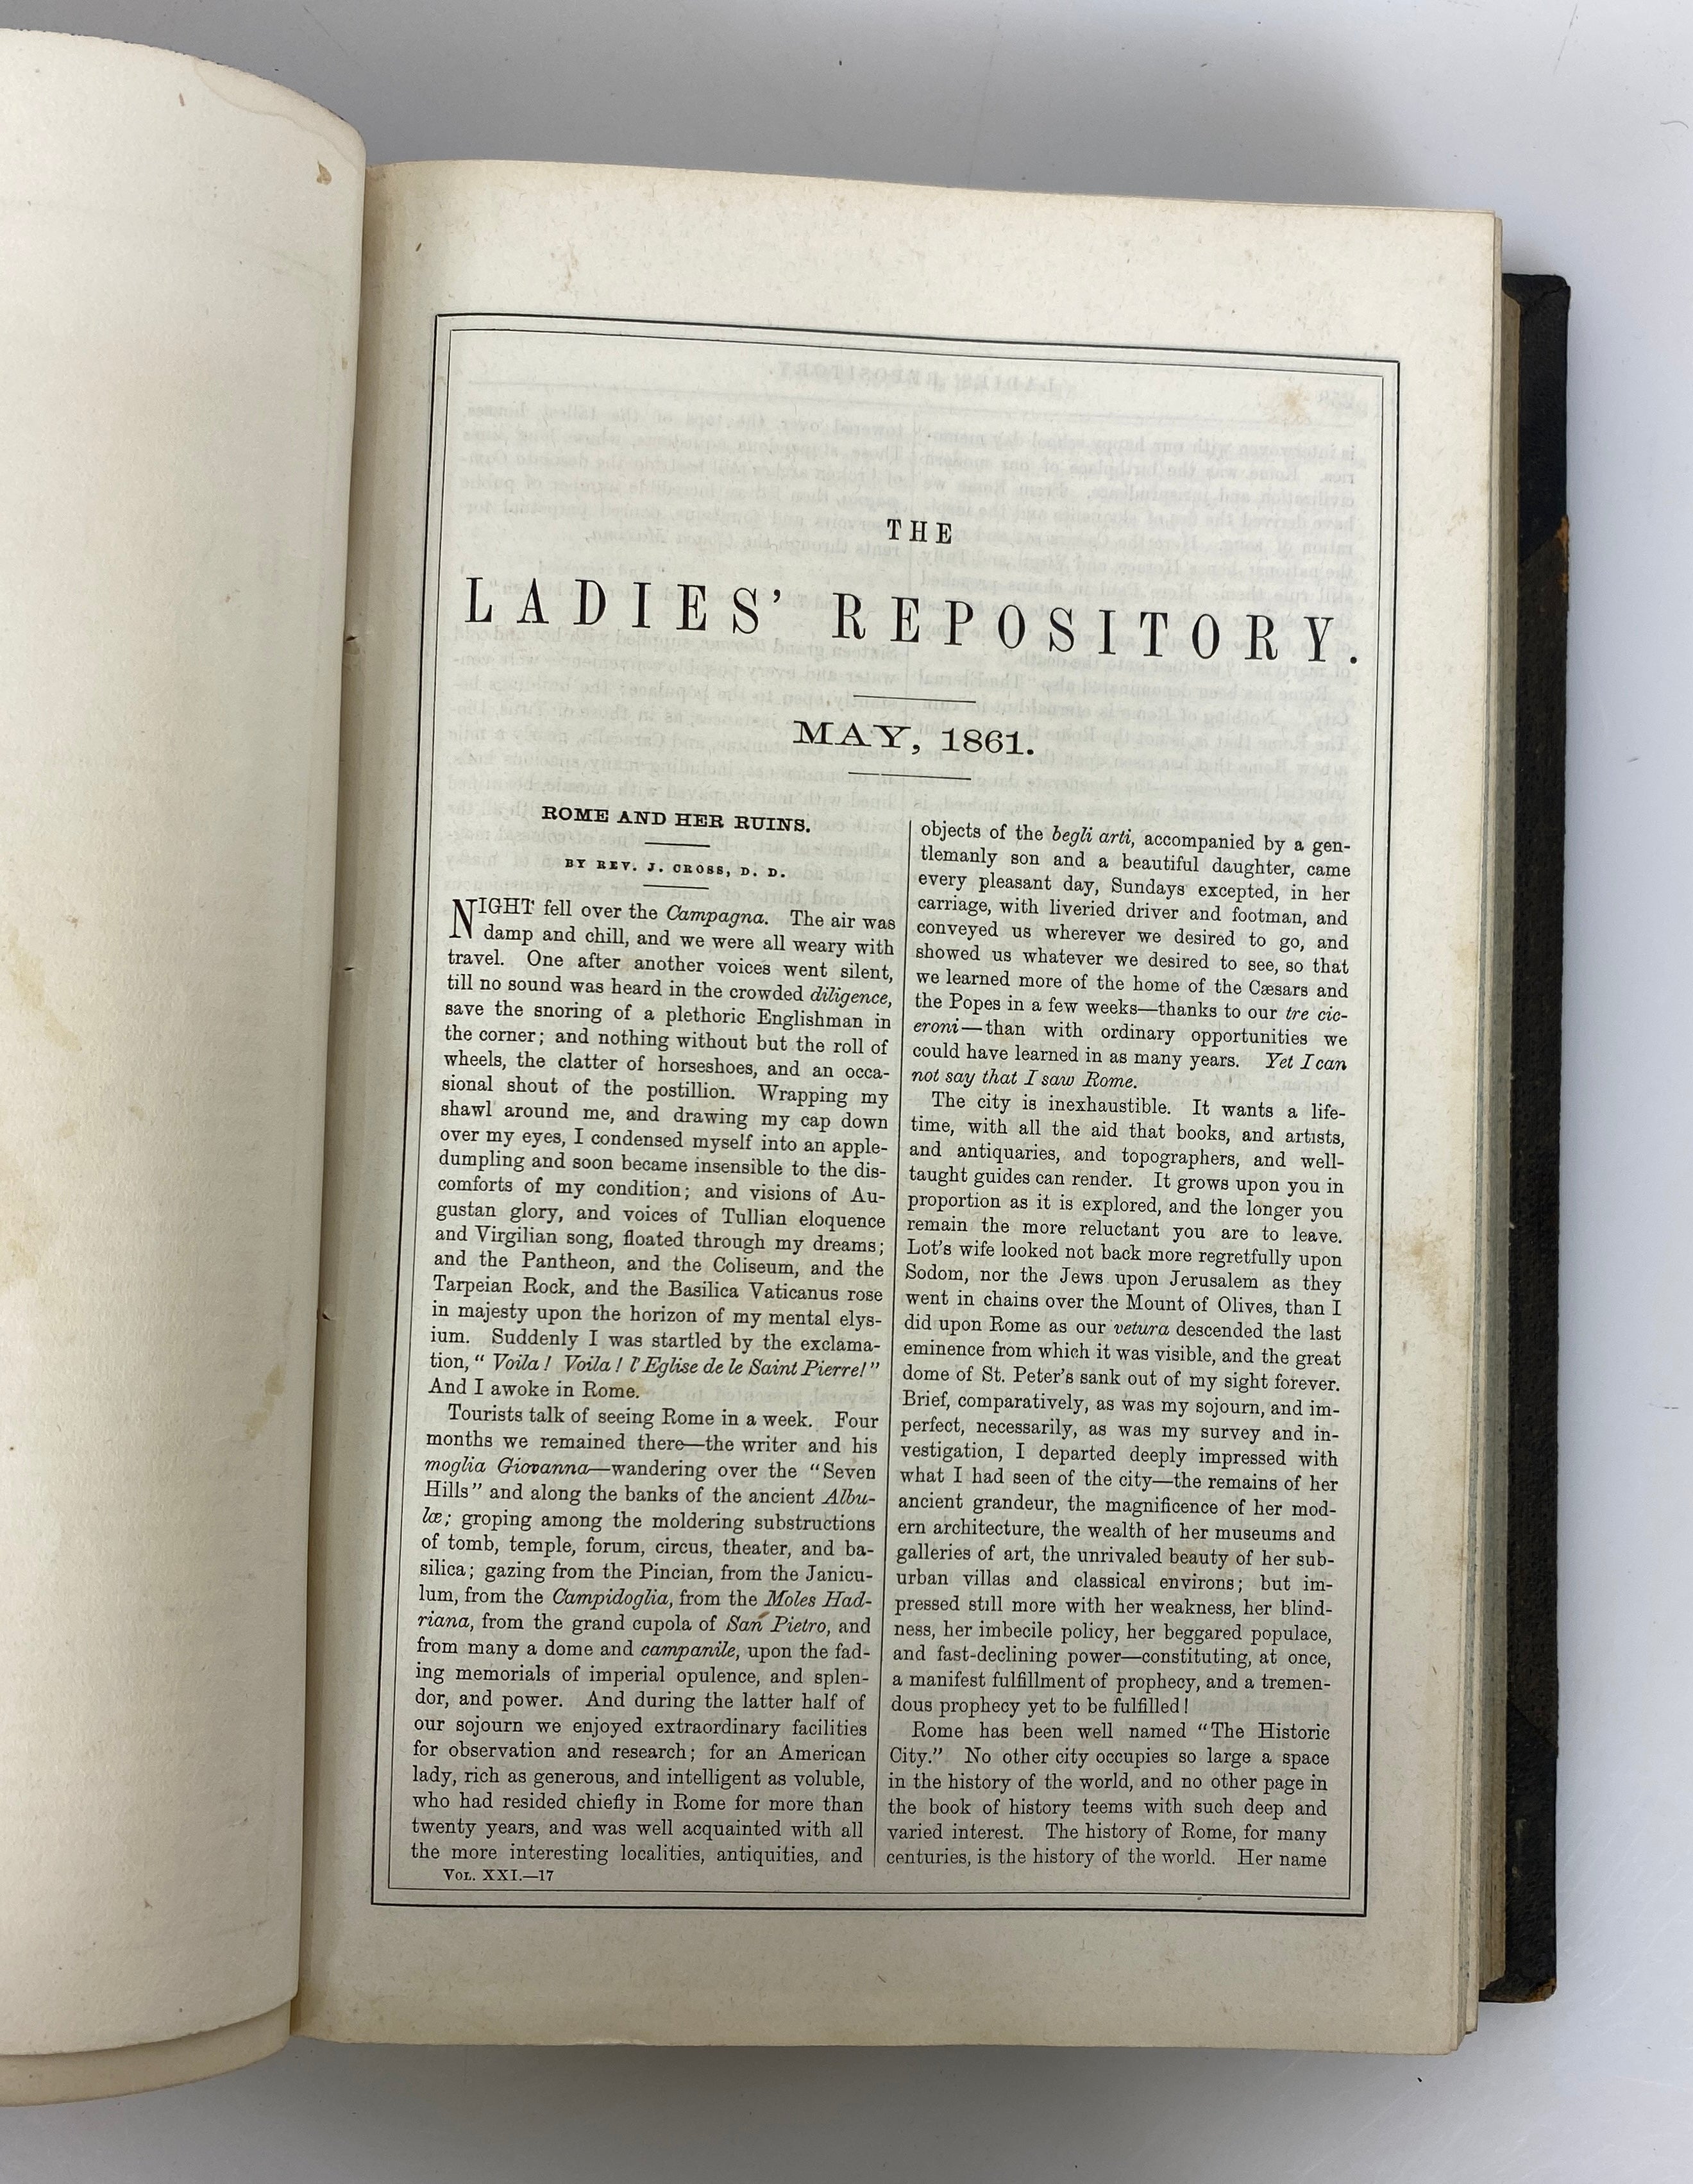 THE
LADIES' REPOSITORY.
MAY, 1861.
ROME AND HER RUINS.
BY REV. J. CROSS, D. D.
NIGHT fell over the Campagna. The air was
damp and chill, and we were all weary with
travel. One after another voices went silent,
till no sound was heard in the crowded diligence,
save the snoring of a plethoric Englishman in
the corner; and nothing without but the roll of
wheels, the clatter of horseshoes, and an occa-
sional shout of the postillion. Wrapping my
shawl around me, and drawing my cap down
over my eyes, I condensed myself into an apple-
dumpling and soon became insensible to the dis-
comforts of my condition; and visions of Au-
gustan glory, and voices of Tullian eloquence
and Virgilian song, floated through my dreams;
and the Pantheon, and the Coliseum, and the
Tarpeian Rock, and the Basilica Vaticanus rose
in majesty upon the horizon of my mental elys-
ium. Suddenly I was startled by the exclama-
tion, "Voila! Voila! l'Eglise de le Saint Pierre!"
And I awoke in Rome.
Tourists talk of seeing Rome in a week. Four
months we remained there—the writer and his
moglia Giovanna—wandering over the "Seven
Hills" and along the banks of the ancient Albu-
læ; groping among the moldering substructions
of tomb, temple, forum, circus, theater, and ba-
silica; gazing from the Pincian, from the Janicu-
lum, from the Campidoglia, from the Moles Had-
riana, from the grand cupola of San Pietro, and
from many a dome and campanile, upon the fad-
ing memorials of imperial opulence, and splen-
dor, and power. And during the latter half of
our sojourn we enjoyed extraordinary facilities
for observation and research; for an American
lady, rich as generous, and intelligent as voluble,
who had resided chiefly in Rome for more than
twenty years, and was well acquainted with all
the more interesting localities, antiquities, and
VOL. XXI.—17
objects of the begli arti, accompanied by a gen-
tlemanly son and a beautiful daughter, came
every pleasant day, Sundays excepted, in her
carriage, with liveried driver and footman, and
conveyed us wherever we desired to go, and
showed us whatever we desired to see, so that
we learned more of the home of the Cæsars and
the Popes in a few weeks—thanks to our tre cic-
eroni—than with ordinary opportunities we
could have learned in as many years. Yet I can
not say that I saw Rome.
The city is inexhaustible. It wants a life-
time, with all the aid that books, and artists,
and antiquaries, and topographers, and well-
taught guides can render. It grows upon you in
proportion as it is explored, and the longer you
remain the more reluctant you are to leave.
Lot's wife looked not back more regretfully upon
Sodom, nor the Jews upon Jerusalem as they
went in chains over the Mount of Olives, than I
did upon Rome as our vetura descended the last
eminence from which it was visible, and the great
dome of St. Peter's sank out of my sight forever.
Brief, comparatively, as was my sojourn, and im-
perfect, necessarily, as was my survey and in-
vestigation, I departed deeply impressed with
what I had seen of the city—the remains of her
ancient grandeur, the magnificence of her mod-
ern architecture, the wealth of her museums and
galleries of art, the unrivaled beauty of her sub-
urban villas and classical environs; but im-
pressed still more with her weakness, her blind-
ness, her imbecile policy, her beggared populace,
and fast-declining power—constituting, at once,
a manifest fulfillment of prophecy, and a tremen-
dous prophecy yet to be fulfilled!
Rome has been well named "The Historic
City." No other city occupies so large a space
in the history of the world, and no other page in
the book of history teems with such deep and
varied interest. The history of Rome, for many
centuries, is the history of the world. Her name